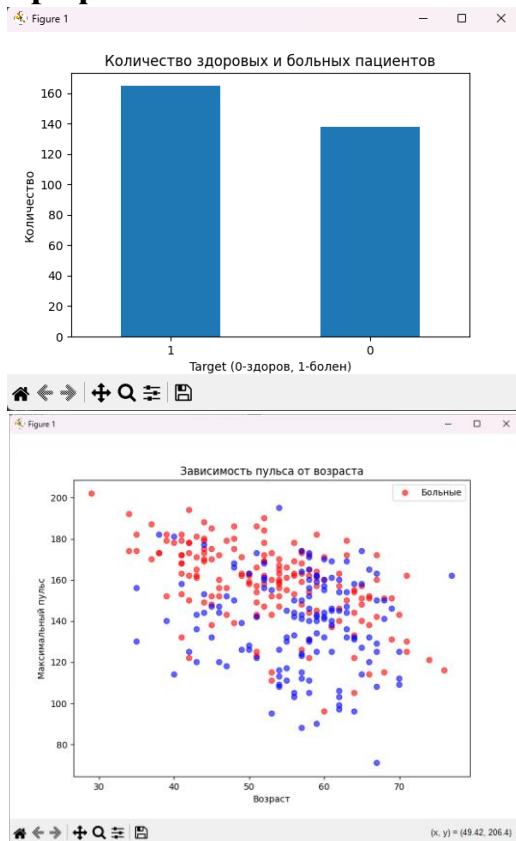 Figure 1
Количество здоровых и больных пациентов
Количество
160
140
120
100
80
60
40
20
0
1 0
Target (0-здоров, 1-болен)
Figure 1
Зависимость пульса от возраста
Больные
Максимальный пульс
200
180
160
140
120
100
80
30 40 50 60 70
Возраст
(x, y) = (49.42, 206.4)